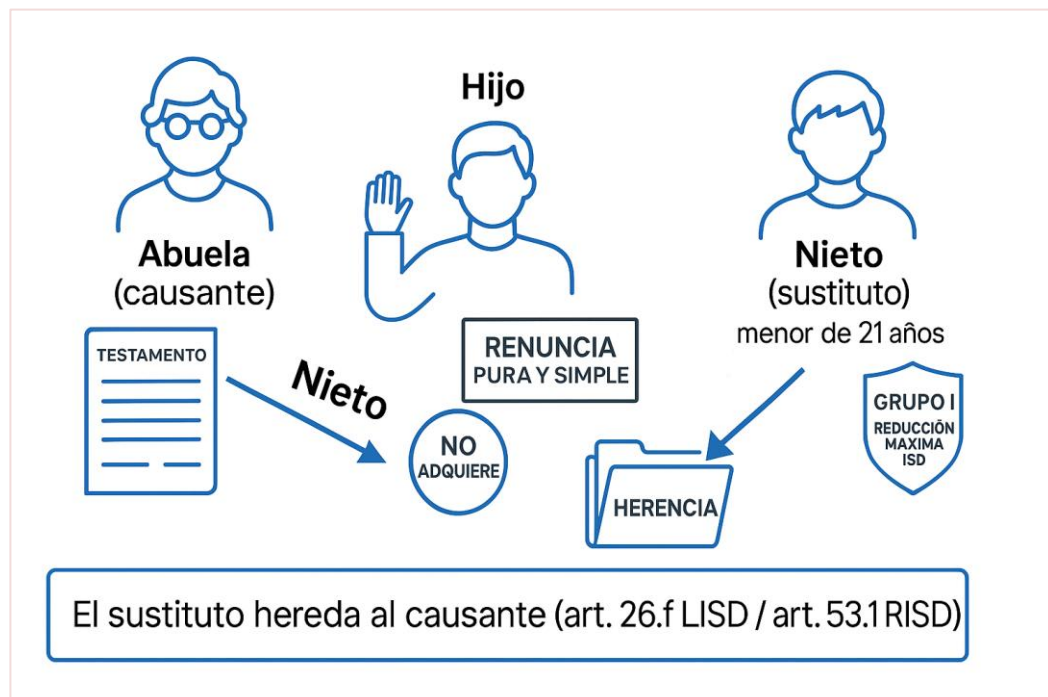 Abuela
(causante)
Hijo
Nieto
(sustituto)
menor de 21 años
TESTAMENTO
Nieto
RENUNCIA
PURA Y SIMPLE
NO
ADQUIERE
HERENCIA
GRUPO I
REDUCCIÖN
MAXIMA
ISD
El sustituto hereda al causante (art. 26.f LISD / art. 53.1 RISD)